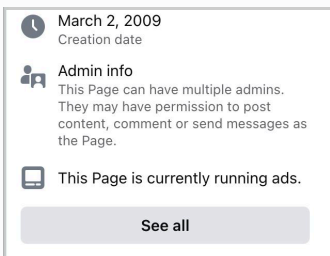 March 2, 2009
Creation date
Admin info
This Page can have multiple admins.
They may have permission to post
content, comment or send messages as
the Page.
This Page is currently running ads.
See all